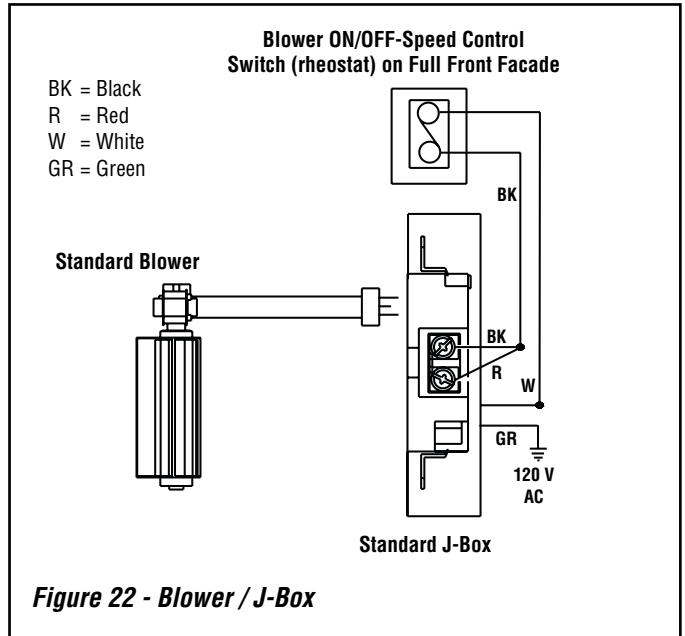 Blower ON/OFF-Speed Control
Switch (rheostat) on Full Front Facade
BK = Black
R = Red
W = White
GR = Green
BK
Standard Blower
BK
R
W
GR
120 V
AC
Standard J-Box
Figure 22 - Blower / J-Box